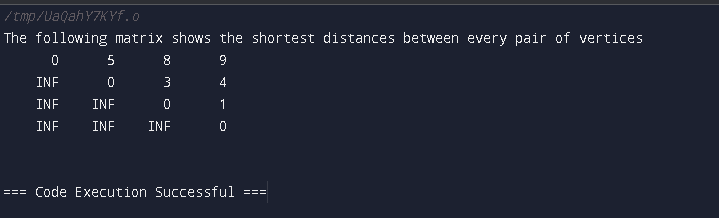 /tmp/UaQahY7KYf.o
The following matrix shows the shortest distances between every pair of vertices
0 5 8 9
INF 0 3 4
INF INF 0 1
INF INF INF 0
=== Code Execution Successful ===